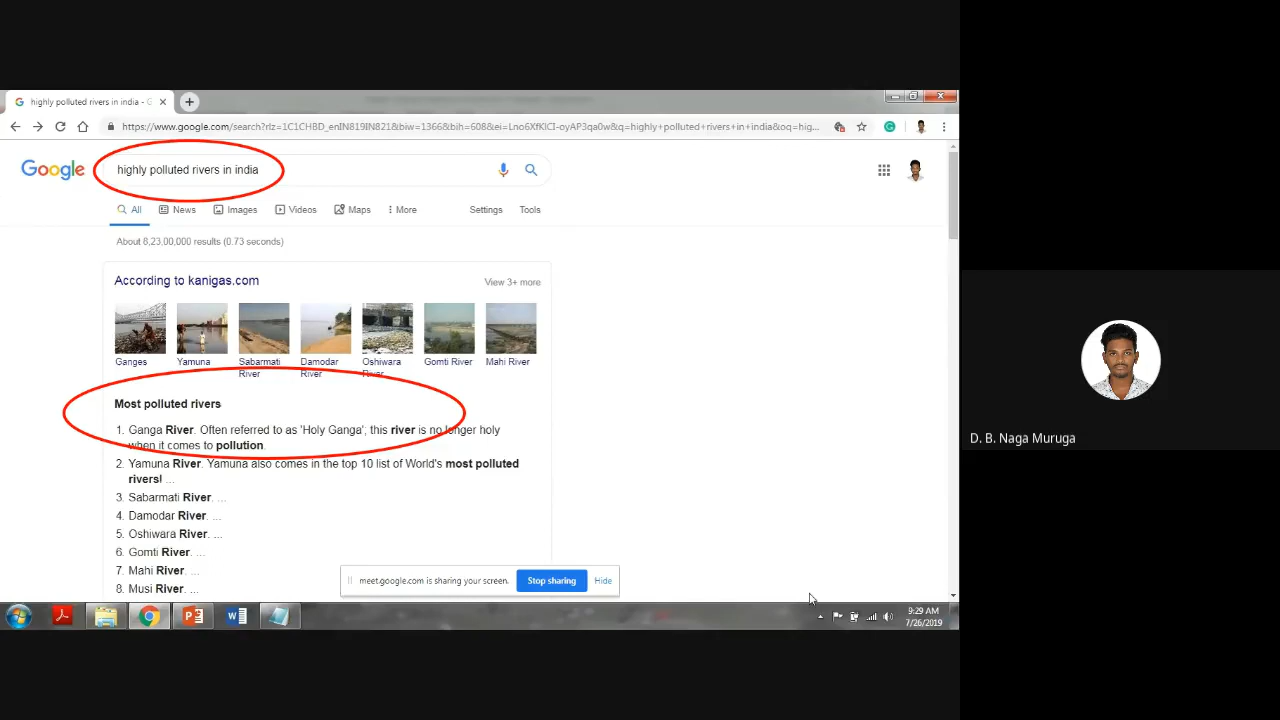 highly polluted rivers in india - G
https://www.google.com/search?rlz=1C1CHBD_enIN819IN821&biw=1366&bih=608&ei=Lno6XfKlCI-oyAP3qa0w&q=highly+polluted+rivers+in+india&oq=hig...
Google
highly polluted rivers in india
All News Images Videos Maps More Settings Tools
About 8,23,00,000 results (0.73 seconds)
According to kanigas.com
View 3+ more
Ganges Yamuna Sabarmati River Damodar River Oshiwara River Gomti River Mahi River
Most polluted rivers
1. Ganga River. Often referred to as 'Holy Ganga'; this river is no longer holy
when it comes to pollution.
2. Yamuna River. Yamuna also comes in the top 10 list of World's most polluted
rivers! ...
3. Sabarmati River. ...
4. Damodar River. ...
5. Oshiwara River. ...
6. Gomti River. ...
7. Mahi River. ...
8. Musi River. ...
meet.google.com is sharing your screen. Stop sharing Hide
9:29 AM
7/26/2019
D. B. Naga Muruga